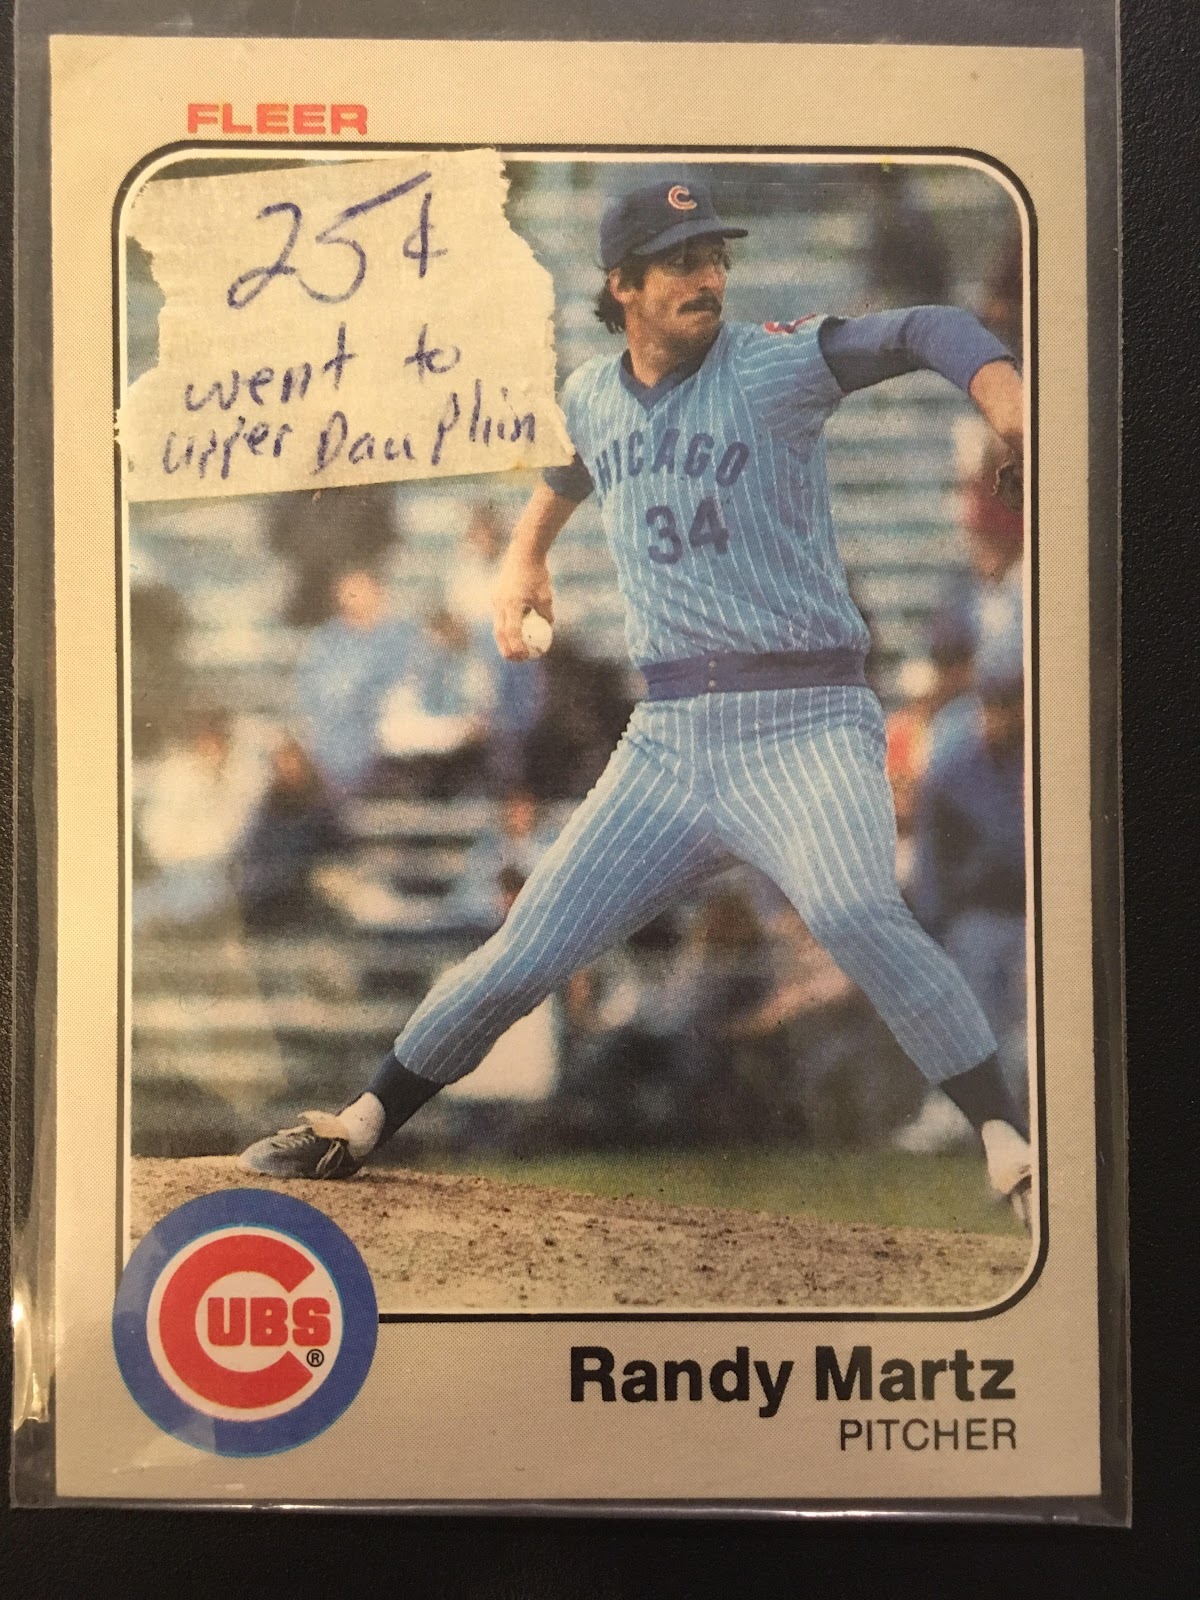 FLEER
25¢
went to
Upper Dauphin
C
CHICAGO
34
CUBS®
Randy Martz
PITCHER